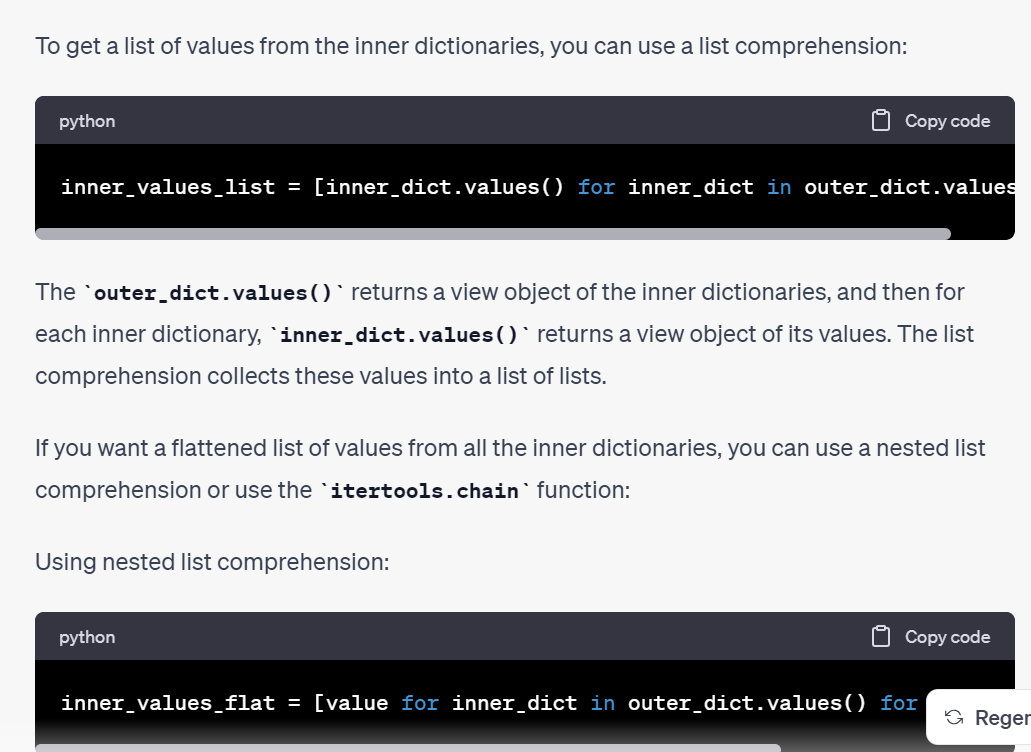 To get a list of values from the inner dictionaries, you can use a list comprehension:
python
Copy code
inner_values_list = [inner_dict.values() for inner_dict in outer_dict.values
The `outer_dict.values()` returns a view object of the inner dictionaries, and then for
each inner dictionary, `inner_dict.values()` returns a view object of its values. The list
comprehension collects these values into a list of lists.
If you want a flattened list of values from all the inner dictionaries, you can use a nested list
comprehension or use the `itertools.chain` function:
Using nested list comprehension:
python
Copy code
inner_values_flat = [value for inner_dict in outer_dict.values() for
Regen